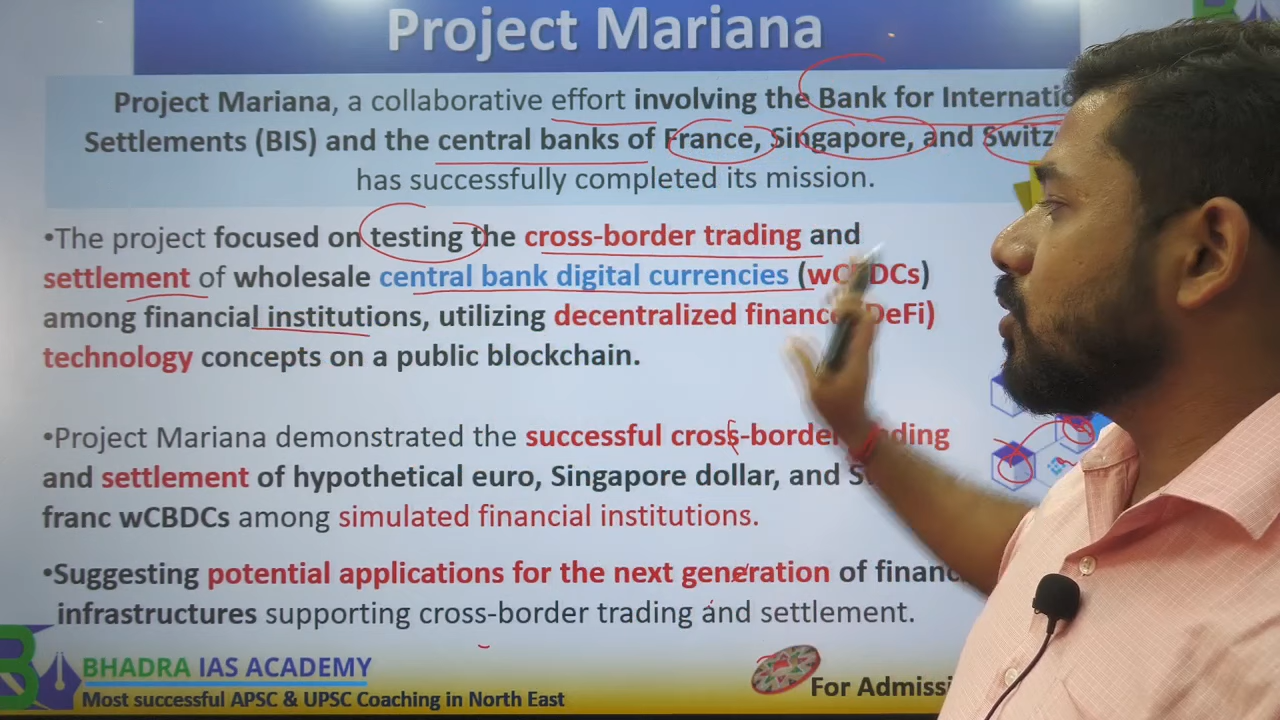 Project Mariana
Project Mariana, a collaborative effort involving the Bank for Internatio
Settlements (BIS) and the central banks of France, Singapore, and Switz
has successfully completed its mission.
•The project focused on testing the cross-border trading and
settlement of wholesale central bank digital currencies (wCBDCs)
among financial institutions, utilizing decentralized finance (DeFi)
technology concepts on a public blockchain.
•Project Mariana demonstrated the successful cross-border trading
and settlement of hypothetical euro, Singapore dollar, and
franc wCBDCs among simulated financial institutions.
•Suggesting potential applications for the next generation of financ
infrastructures supporting cross-border trading and settlement.
BHADRA IAS ACADEMY
Most successful APSC & UPSC Coaching in North East
For Admissi